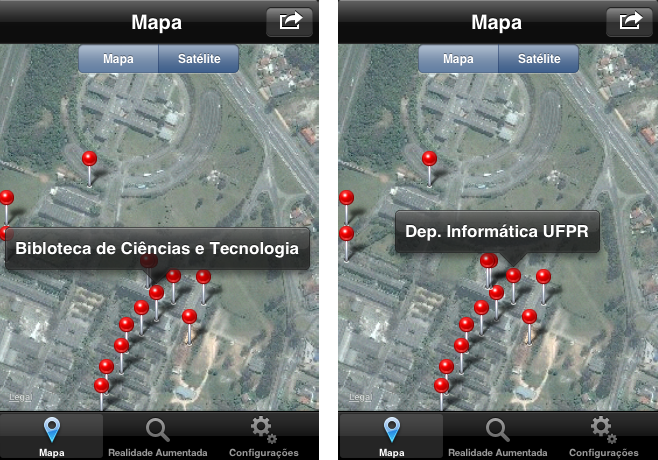 Mapa
Mapa Satélite
Bibloteca de Ciências e Tecnologia
Legal
Mapa Realidade Aumentada Configurações
Mapa
Mapa Satélite
Dep. Informática UFPR
Legal
Mapa Realidade Aumentada Configurações